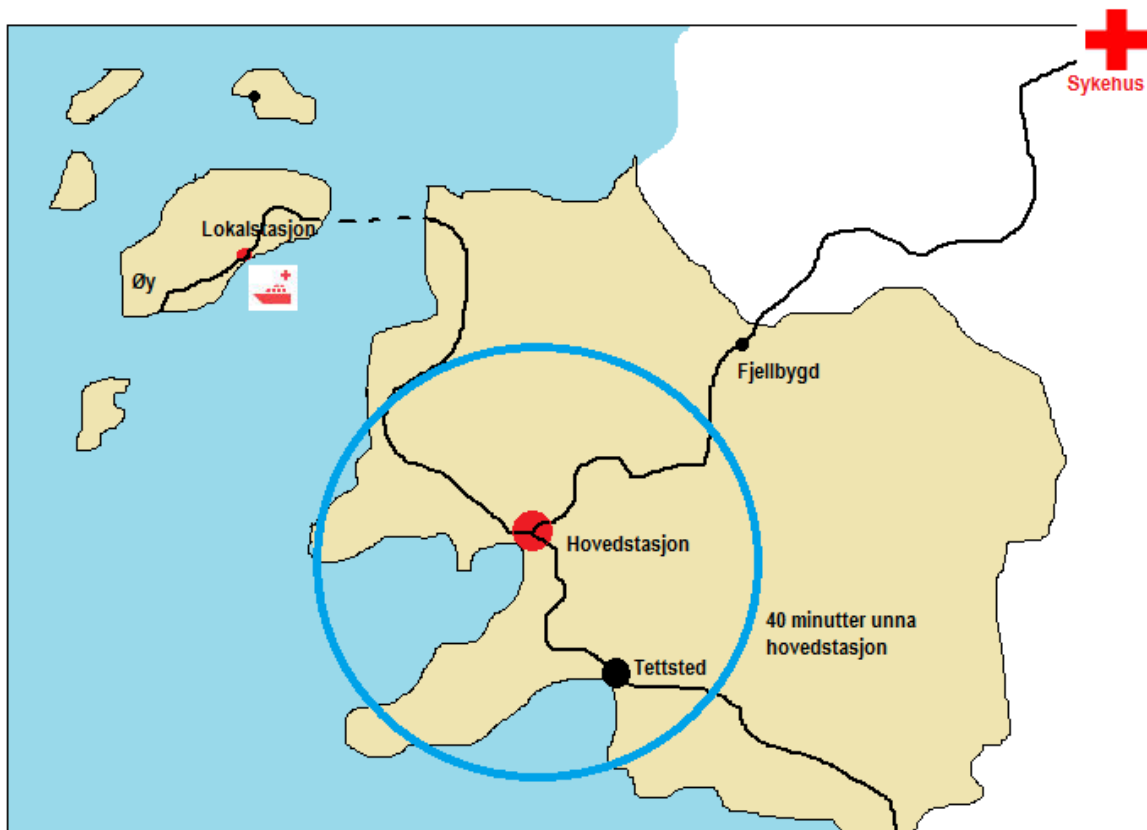 Sykehus
Lokalstasjon
Øy
Fjellbygd
Hovedstasjon
40 minutter unna
hovedstasjon
Tettsted